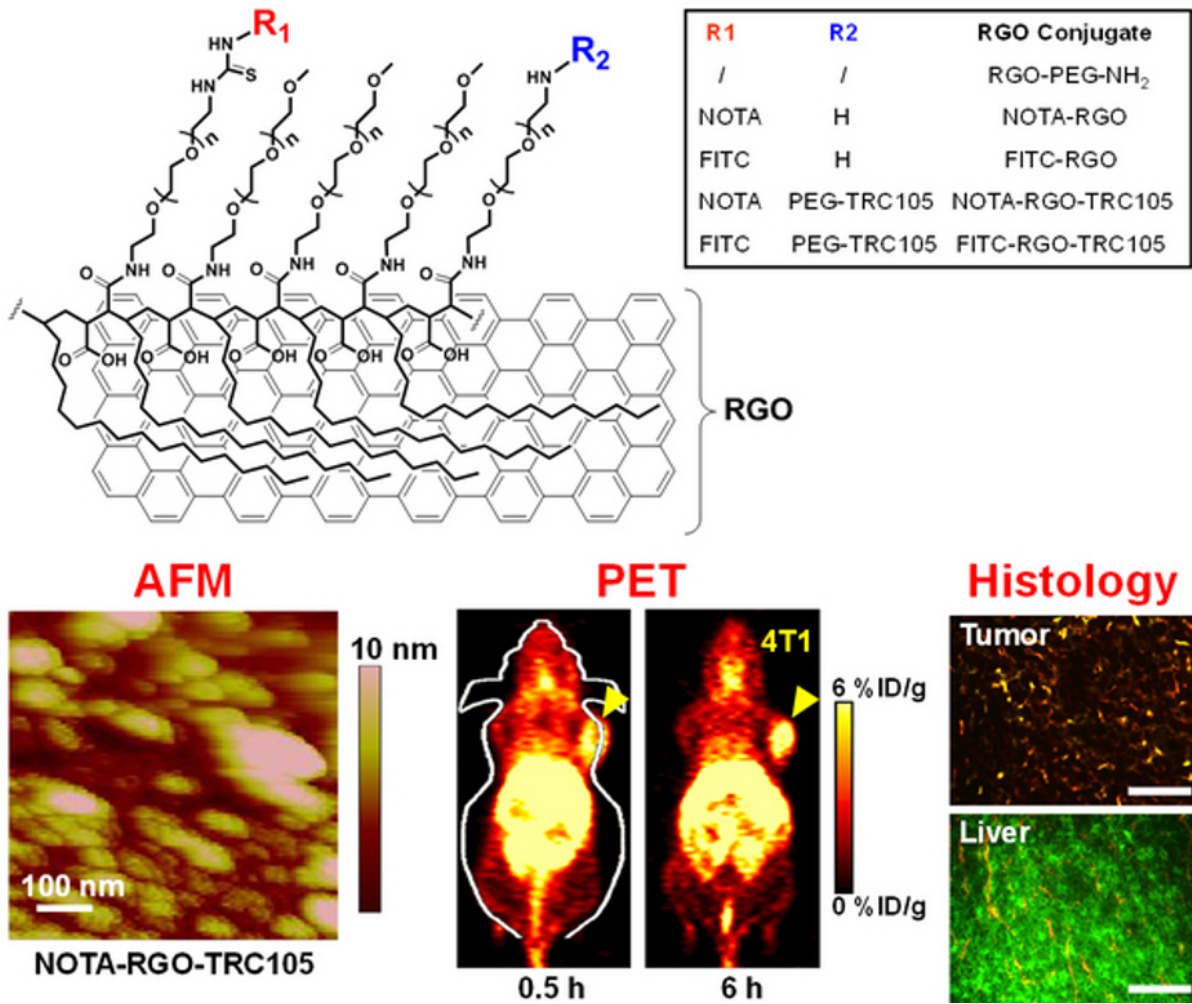 R1
HN
N
H
S
R2
HN
O
O
O
O
n
n
n
n
n
O
O
O
O
O
O
NH
O
NH
O
NH
O
NH
O
NH
O
OH
O
OH
O
OH
O
OH
O
OH
RGO
R1 R2 RGO Conjugate
/ / RGO-PEG-NH2
NOTA H NOTA-RGO
FITC H FITC-RGO
NOTA PEG-TRC105 NOTA-RGO-TRC105
FITC PEG-TRC105 FITC-RGO-TRC105
AFM
10 nm
100 nm
NOTA-RGO-TRC105
PET
4T1
6 %ID/g
0 %ID/g
0.5 h
6 h
Histology
Tumor
Liver